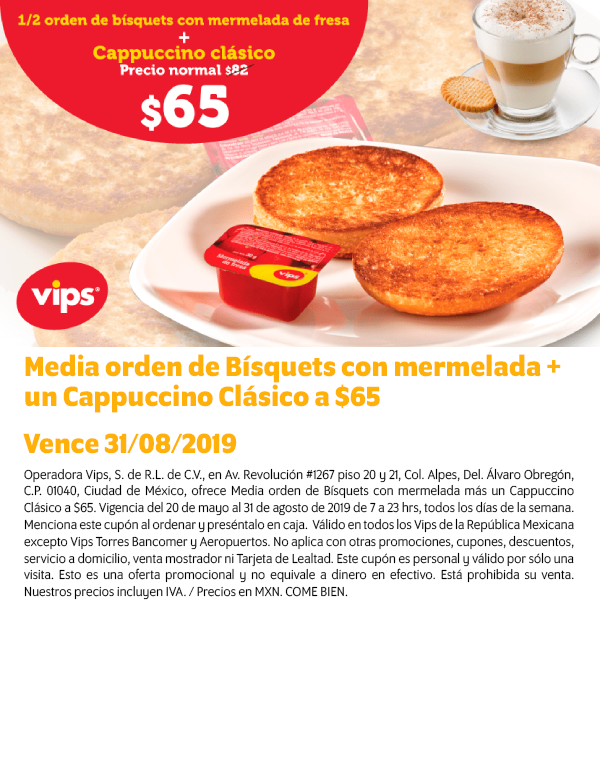 1/2 orden de bísquets con mermelada de fresa
+
Cappuccino clásico
Precio normal $82
$65
Mermelada
de fresa
vips
vips
Media orden de Bísquets con mermelada +
un Cappuccino Clásico a $65
Vence 31/08/2019
Operadora Vips, S. de R.L. de C.V., en Av. Revolución #1267 piso 20 y 21, Col. Alpes, Del. Álvaro Obregón,
C.P. 01040, Ciudad de México, ofrece Media orden de Bísquets con mermelada más un Cappuccino
Clásico a $65. Vigencia del 20 de mayo al 31 de agosto de 2019 de 7 a 23 hrs, todos los días de la semana.
Menciona este cupón al ordenar y preséntalo en caja. Válido en todos los Vips de la República Mexicana
excepto Vips Torres Bancomer y Aeropuertos. No aplica con otras promociones, cupones, descuentos,
servicio a domicilio, venta mostrador ni Tarjeta de Lealtad. Este cupón es personal y válido por sólo una
visita. Esto es una oferta promocional y no equivale a dinero en efectivo. Está prohibida su venta.
Nuestros precios incluyen IVA. / Precios en MXN. COME BIEN.